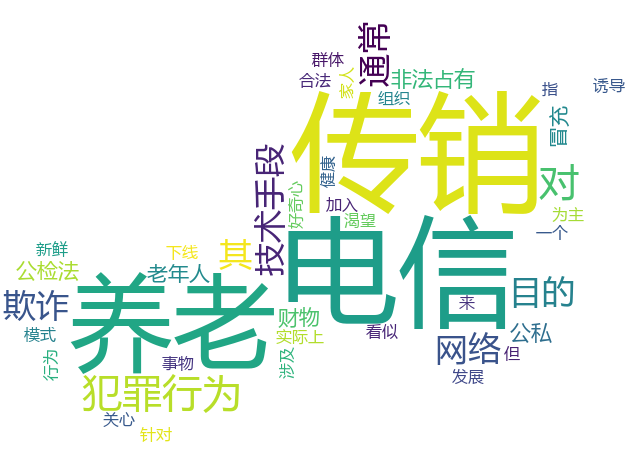 通常
群体
合法
家人
非法占有
组织
指
诱导
冒充
传销
技术手段
健康
好奇心
加入
渴望
对
为主
一个
新鲜
公检法
下线
老年人
其
电信
目的
欺诈
养老
财物
来
模式
实际上
看似
网络
但
公私
行为
事物
涉及
发展
犯罪行为
关心
针对